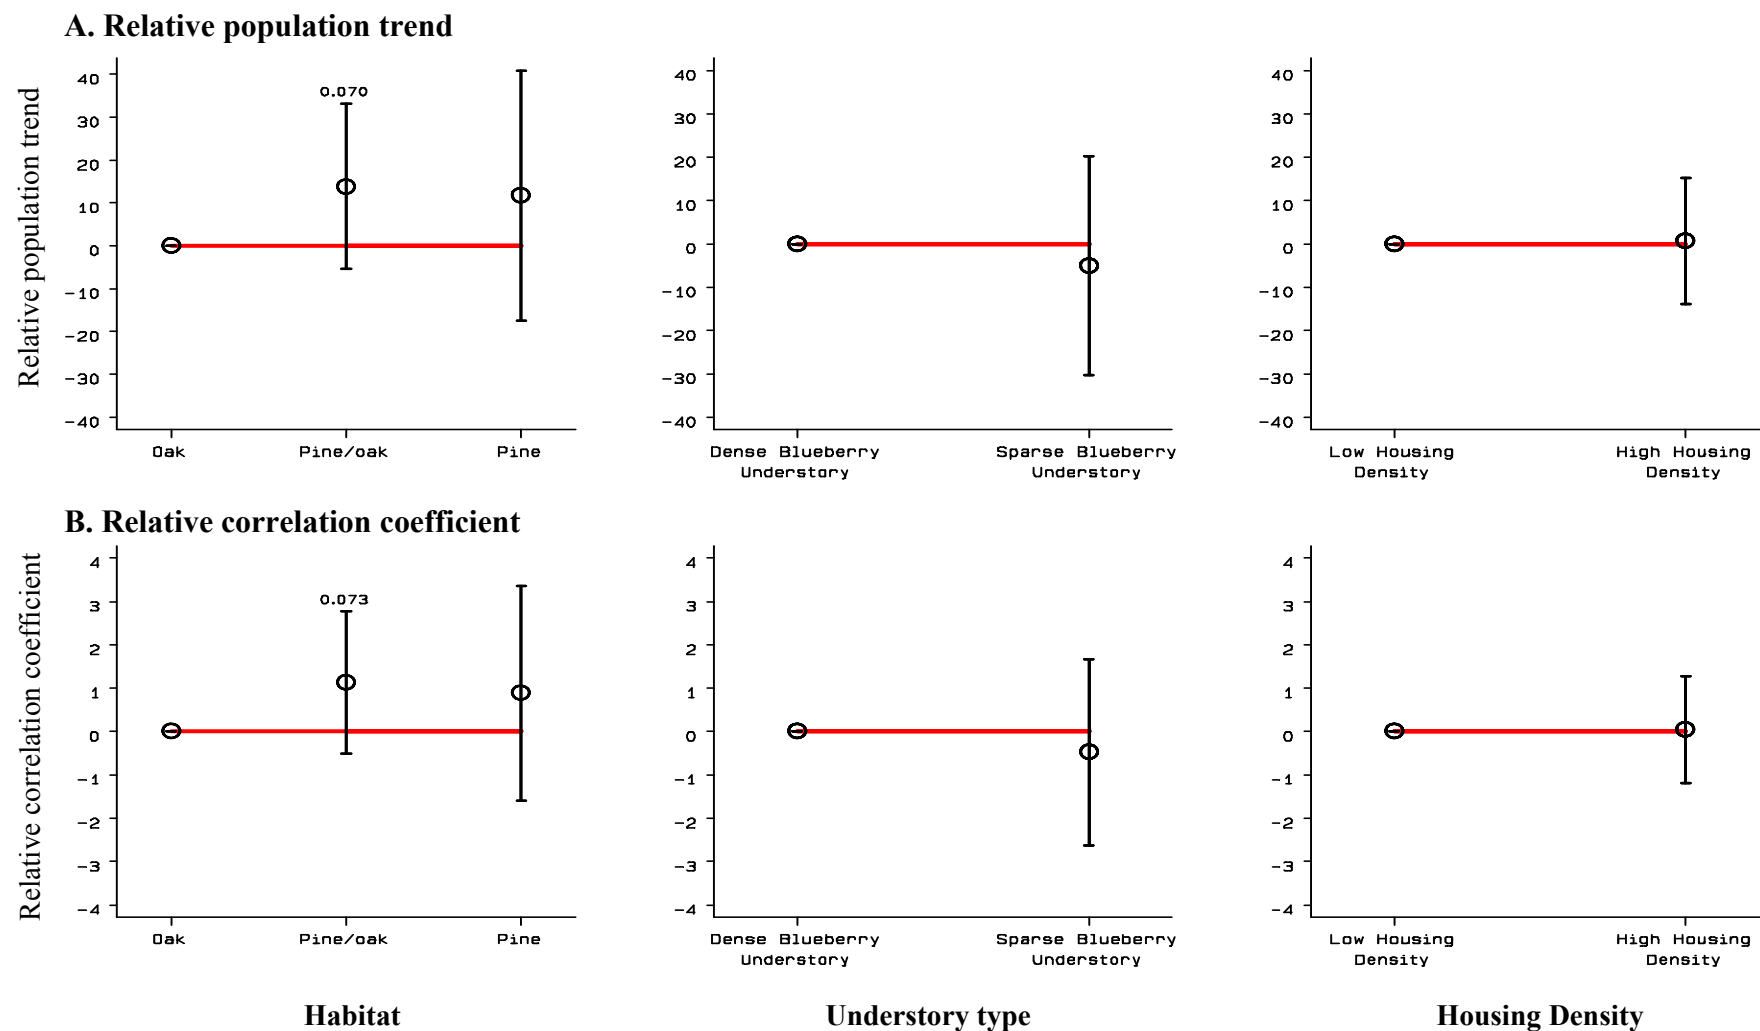 A. Relative population trend
Relative population trend
40
30
20
10
0
-10
-20
-30
-40
0.070
Oak
Pine/oak
Pine
40
30
20
10
0
-10
-20
-30
-40
Dense Blueberry
Understory
Sparse Blueberry
Understory
40
30
20
10
0
-10
-20
-30
-40
Low Housing
Density
High Housing
Density
B. Relative correlation coefficient
Relative correlation coefficient
4
3
2
1
0
-1
-2
-3
-4
0.073
Oak
Pine/oak
Pine
4
3
2
1
0
-1
-2
-3
-4
Dense Blueberry
Understory
Sparse Blueberry
Understory
4
3
2
1
0
-1
-2
-3
-4
Low Housing
Density
High Housing
Density
Habitat
Understory type
Housing Density